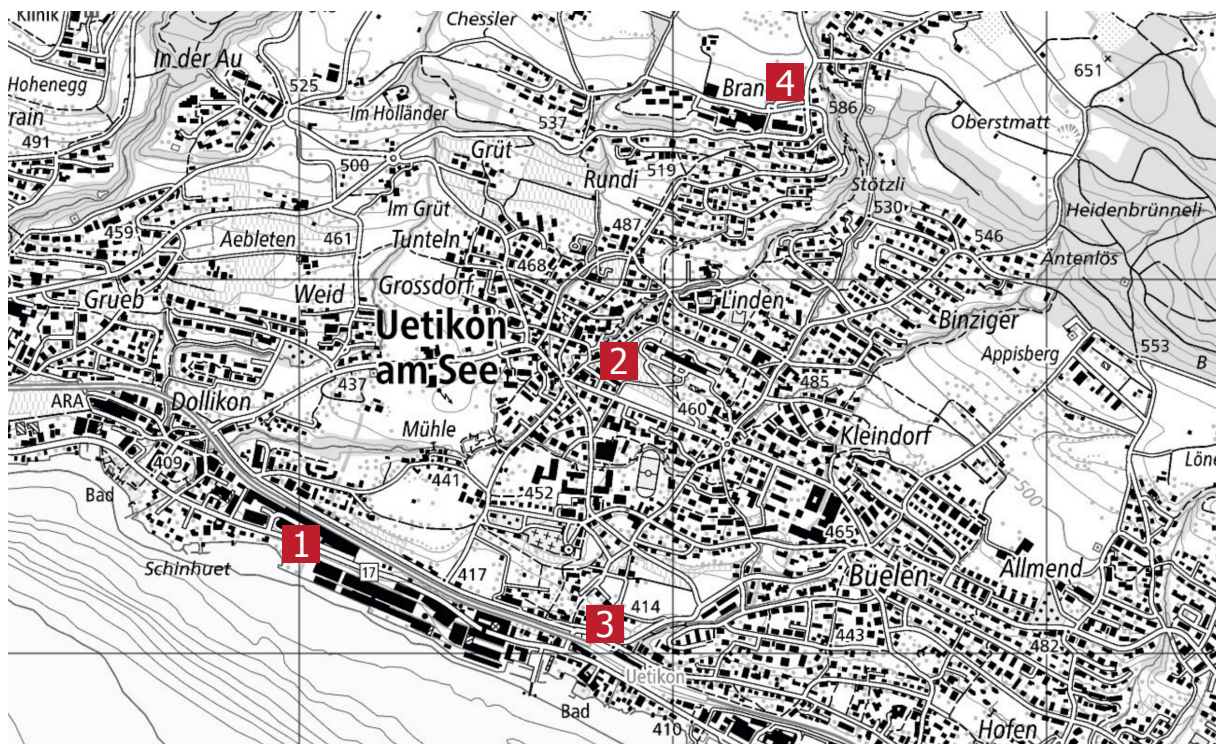 Klinik
Chessler
In der Au
Hohenegg
525
651
Bran
4
586
rain
Im Holländer
537
Oberstmatt
491
500
Grüt
519
Rundi
Stötzli
530
Im Grüt
Heidenbrünneli
459
Aebleten
461
Tunteln
487
546
468
Äntenlös
Grueb
Weid
Grossdorf
Linden
Binziger
Uetikon
am See
2
Appisberg
553
B
437
485
ARA
Dollikon
460
Mühle
Kleindorf
409
441
452
Löne
Bad
500
465
1
Schinhuet
17
417
Büelen
Allmend
414
3
443
482
Uetikon
Bad
410
Hofen